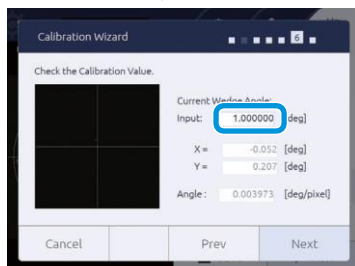 Calibration Wizard
6
Check the Calibration Value.
Current Wedge Angle:
Input: 1.000000 [deg]
X = -0.052 [deg]
Y = 0.207 [deg]
Angle : 0.003973 [deg/pixel]
Cancel Prev Next